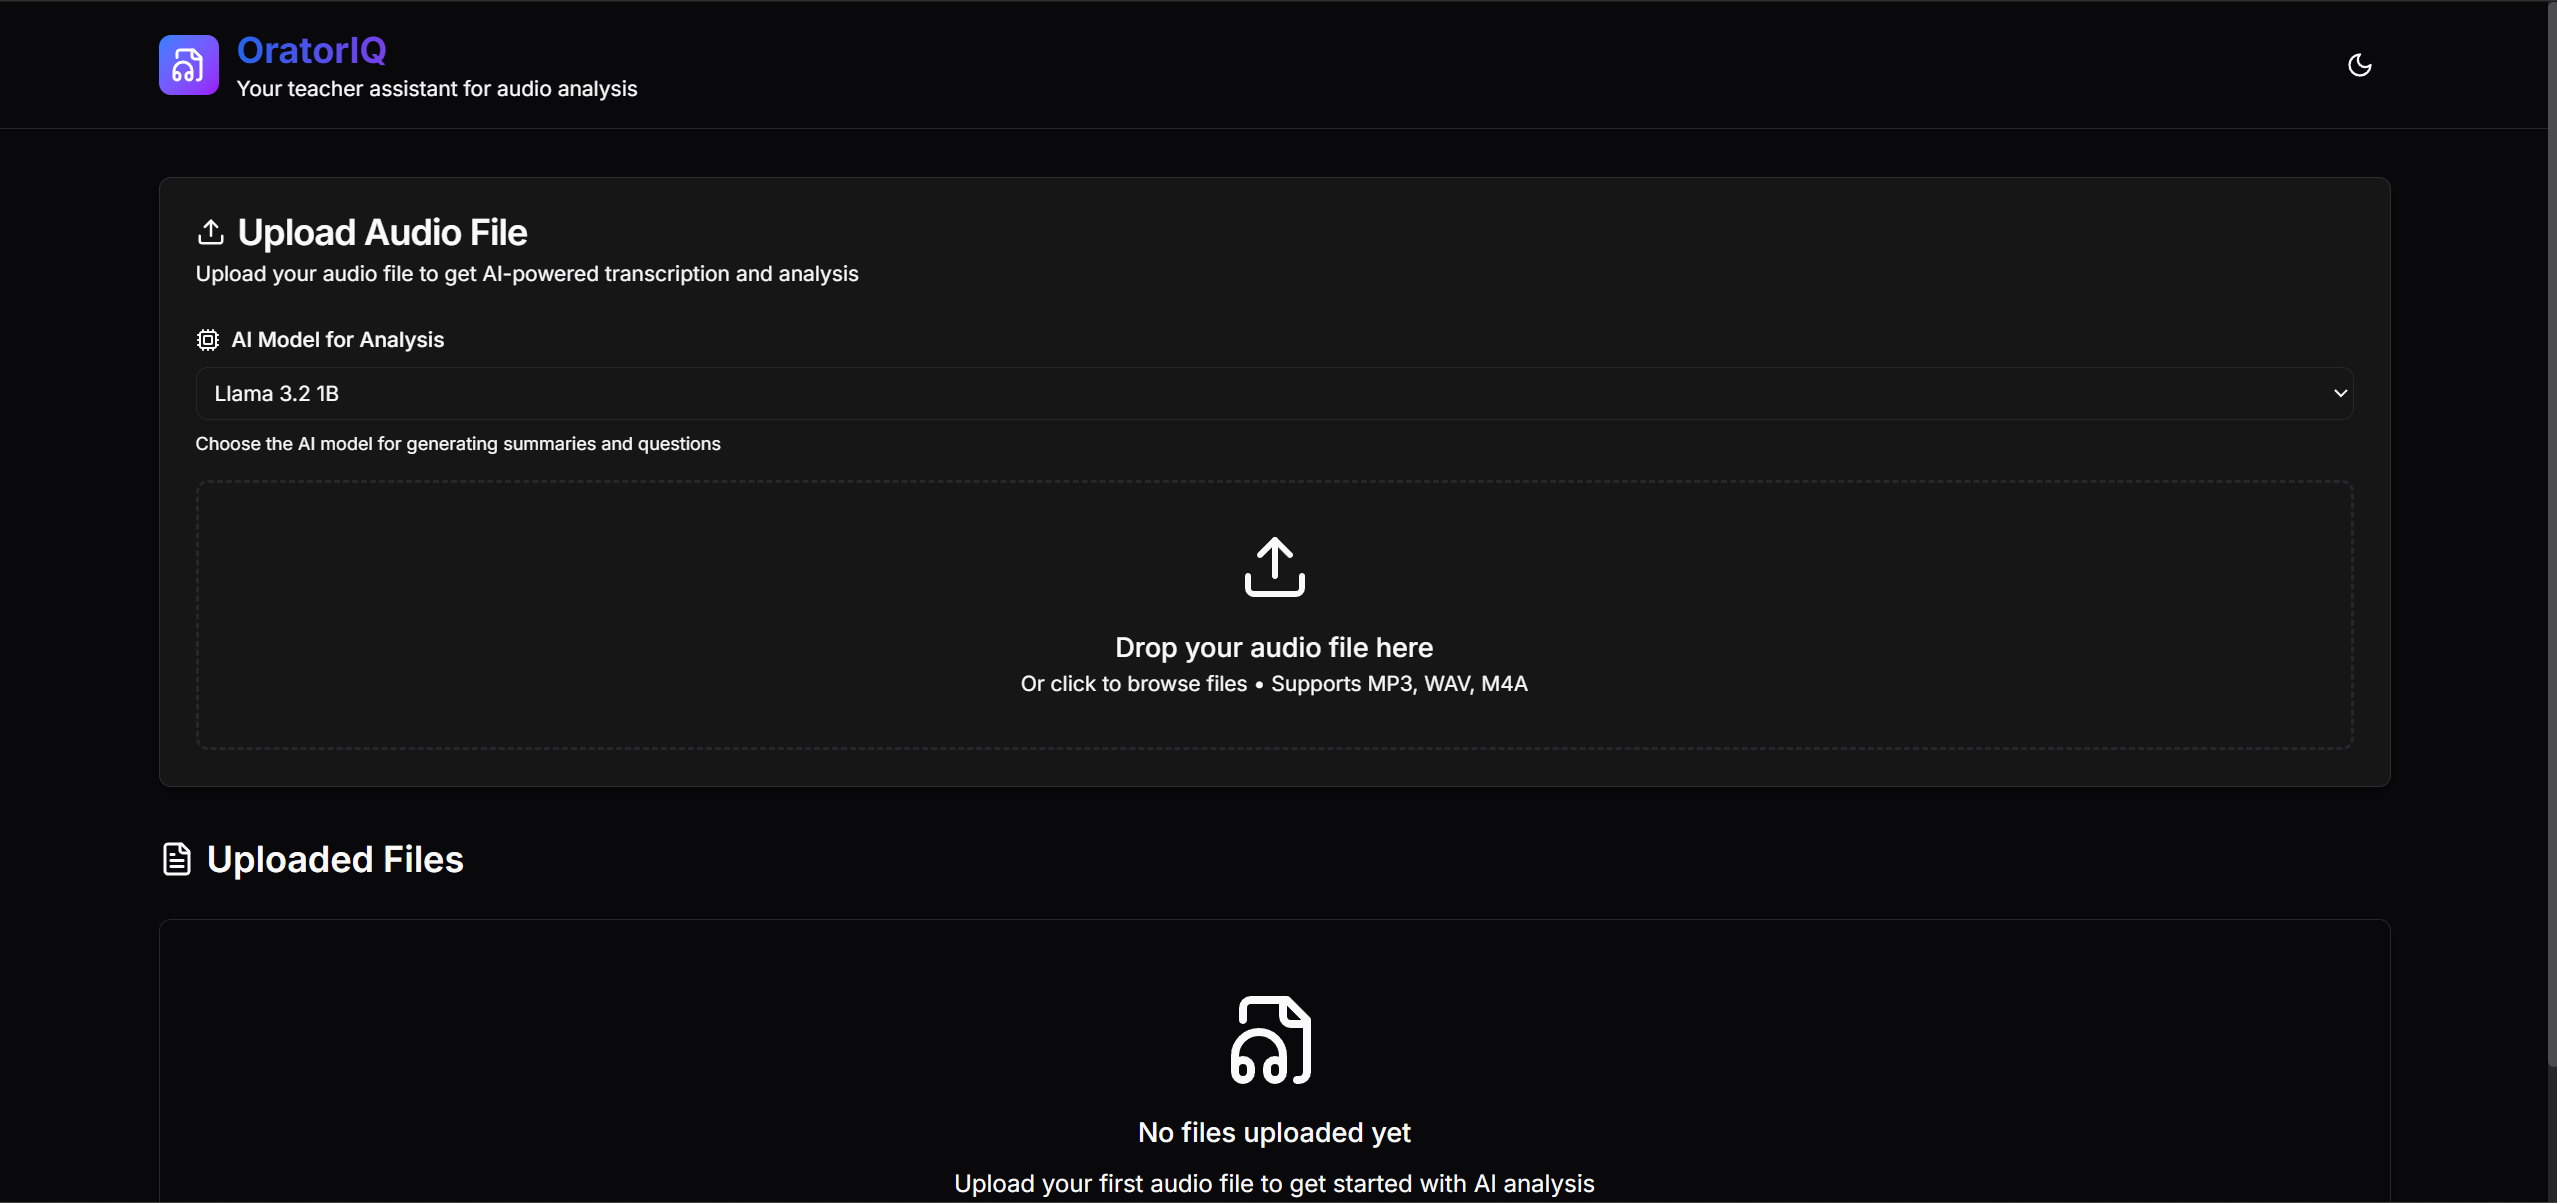 OratorIQ
Your teacher assistant for audio analysis
Upload Audio File
Upload your audio file to get AI-powered transcription and analysis
AI Model for Analysis
Llama 3.2 1B
Choose the AI model for generating summaries and questions
Drop your audio file here
Or click to browse files • Supports MP3, WAV, M4A
Uploaded Files
No files uploaded yet
Upload your first audio file to get started with AI analysis